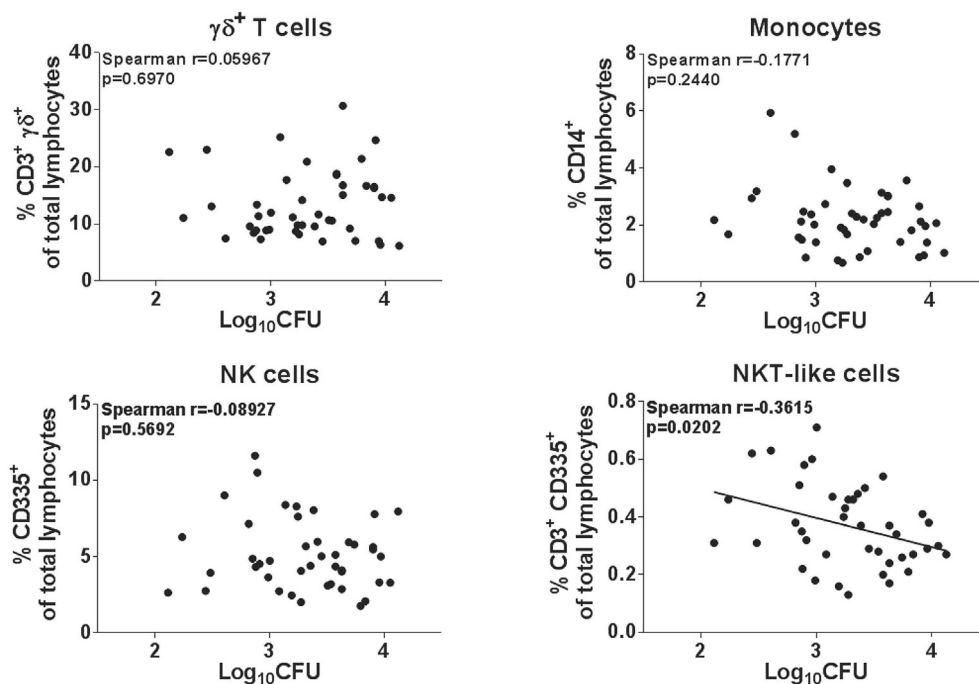 γδ⁺ T cells
Spearman r=0.05967
p=0.6970
% CD3⁺ γδ⁺
of total lymphocytes
40
30
20
10
0
2 3 4
Log₁₀CFU
Monocytes
Spearman r=-0.1771
p=0.2440
% CD14⁺
of total lymphocytes
8
6
4
2
0
2 3 4
Log₁₀CFU
NK cells
Spearman r=-0.08927
p=0.5692
% CD335⁺
of total lymphocytes
15
10
5
0
2 3 4
Log₁₀CFU
NKT-like cells
Spearman r=-0.3615
p=0.0202
% CD3⁺ CD335⁺
of total lymphocytes
0.8
0.6
0.4
0.2
0.0
2 3 4
Log₁₀CFU